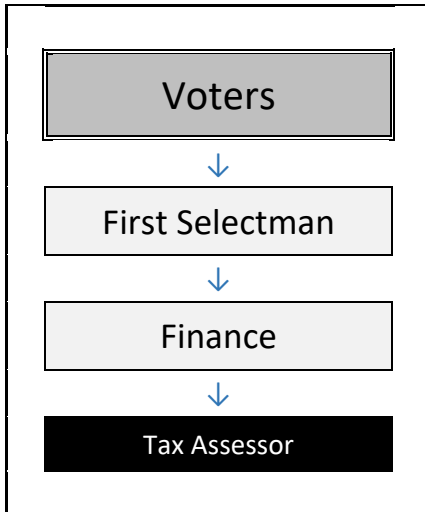 Voters
↓
First Selectman
↓
Finance
↓
Tax Assessor